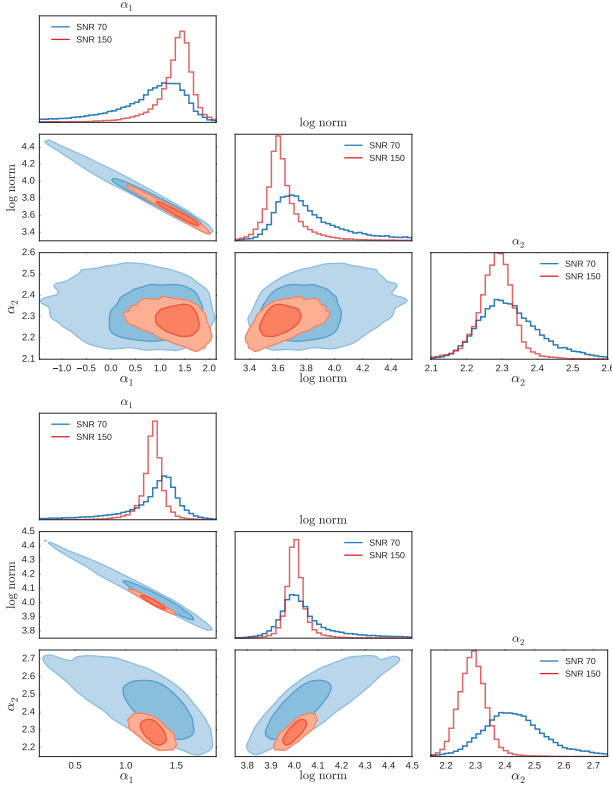 α₁
SNR 70
SNR 150
log norm
4.4
4.2
4.0
3.8
3.6
3.4
log norm
SNR 70
SNR 150
α₂
2.6
2.5
2.4
2.3
2.2
2.1
α₂
−1.0 −0.5 0.0 0.5 1.0 1.5 2.0
α₁
3.4 3.6 3.8 4.0 4.2 4.4
log norm
SNR 70
SNR 150
2.1 2.2 2.3 2.4 2.5 2.6
α₂
α₁
SNR 70
SNR 150
log norm
4.5
4.4
4.3
4.2
4.1
4.0
3.9
3.8
log norm
SNR 70
SNR 150
α₂
2.7
2.6
2.5
2.4
2.3
2.2
α₂
0.5 1.0 1.5
α₁
3.8 3.9 4.0 4.1 4.2 4.3 4.4 4.5
log norm
SNR 70
SNR 150
2.2 2.3 2.4 2.5 2.6 2.7
α₂